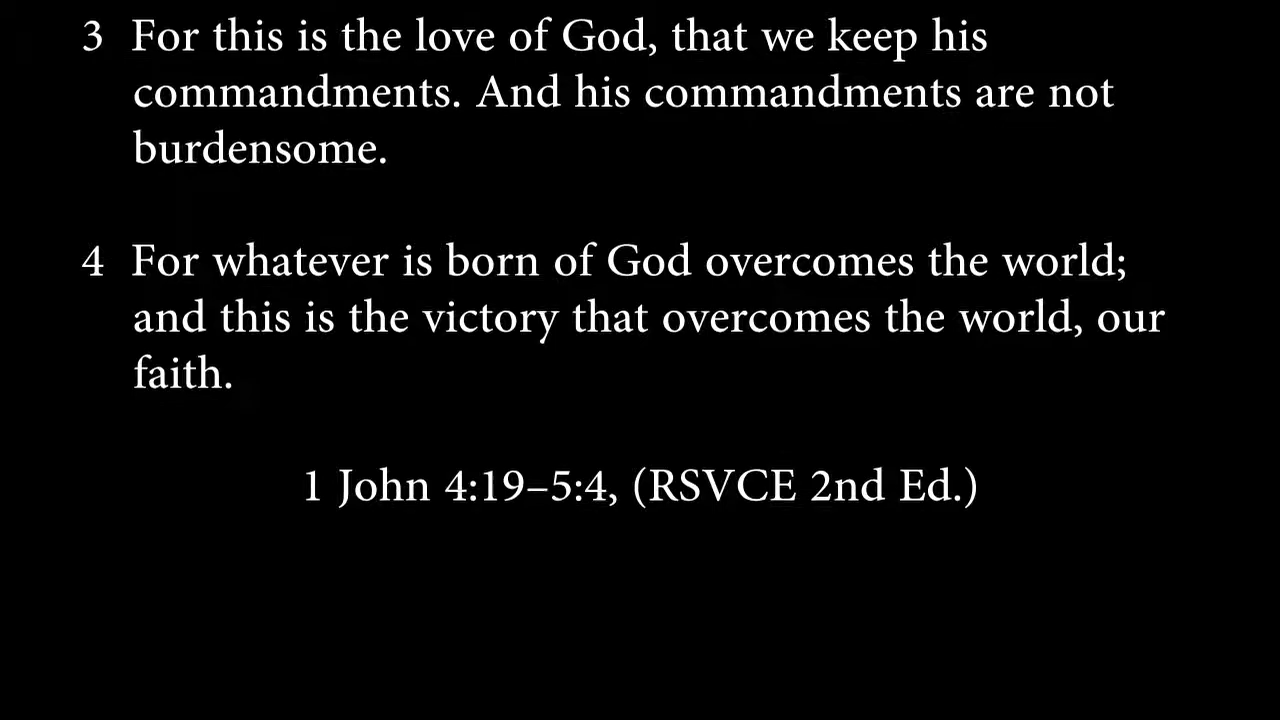 3 For this is the love of God, that we keep his
commandments. And his commandments are not
burdensome.
4 For whatever is born of God overcomes the world;
and this is the victory that overcomes the world, our
faith.
1 John 4:19–5:4, (RSVCE 2nd Ed.)